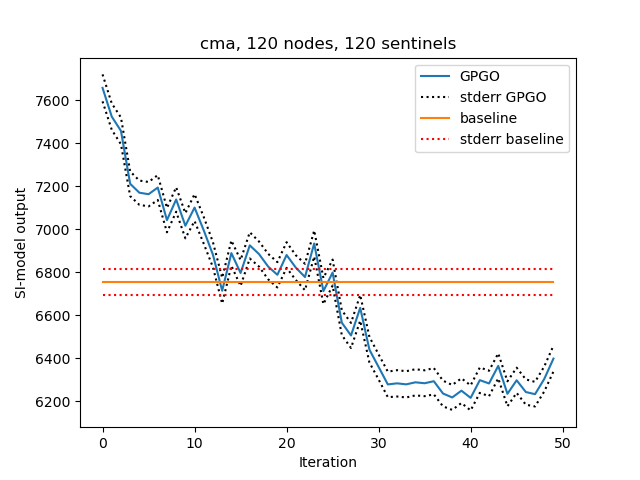 cma, 120 nodes, 120 sentinels
GPGO
stderr GPGO
baseline
stderr baseline
SI-model output
7600
7400
7200
7000
6800
6600
6400
6200
0 10 20 30 40 50
Iteration